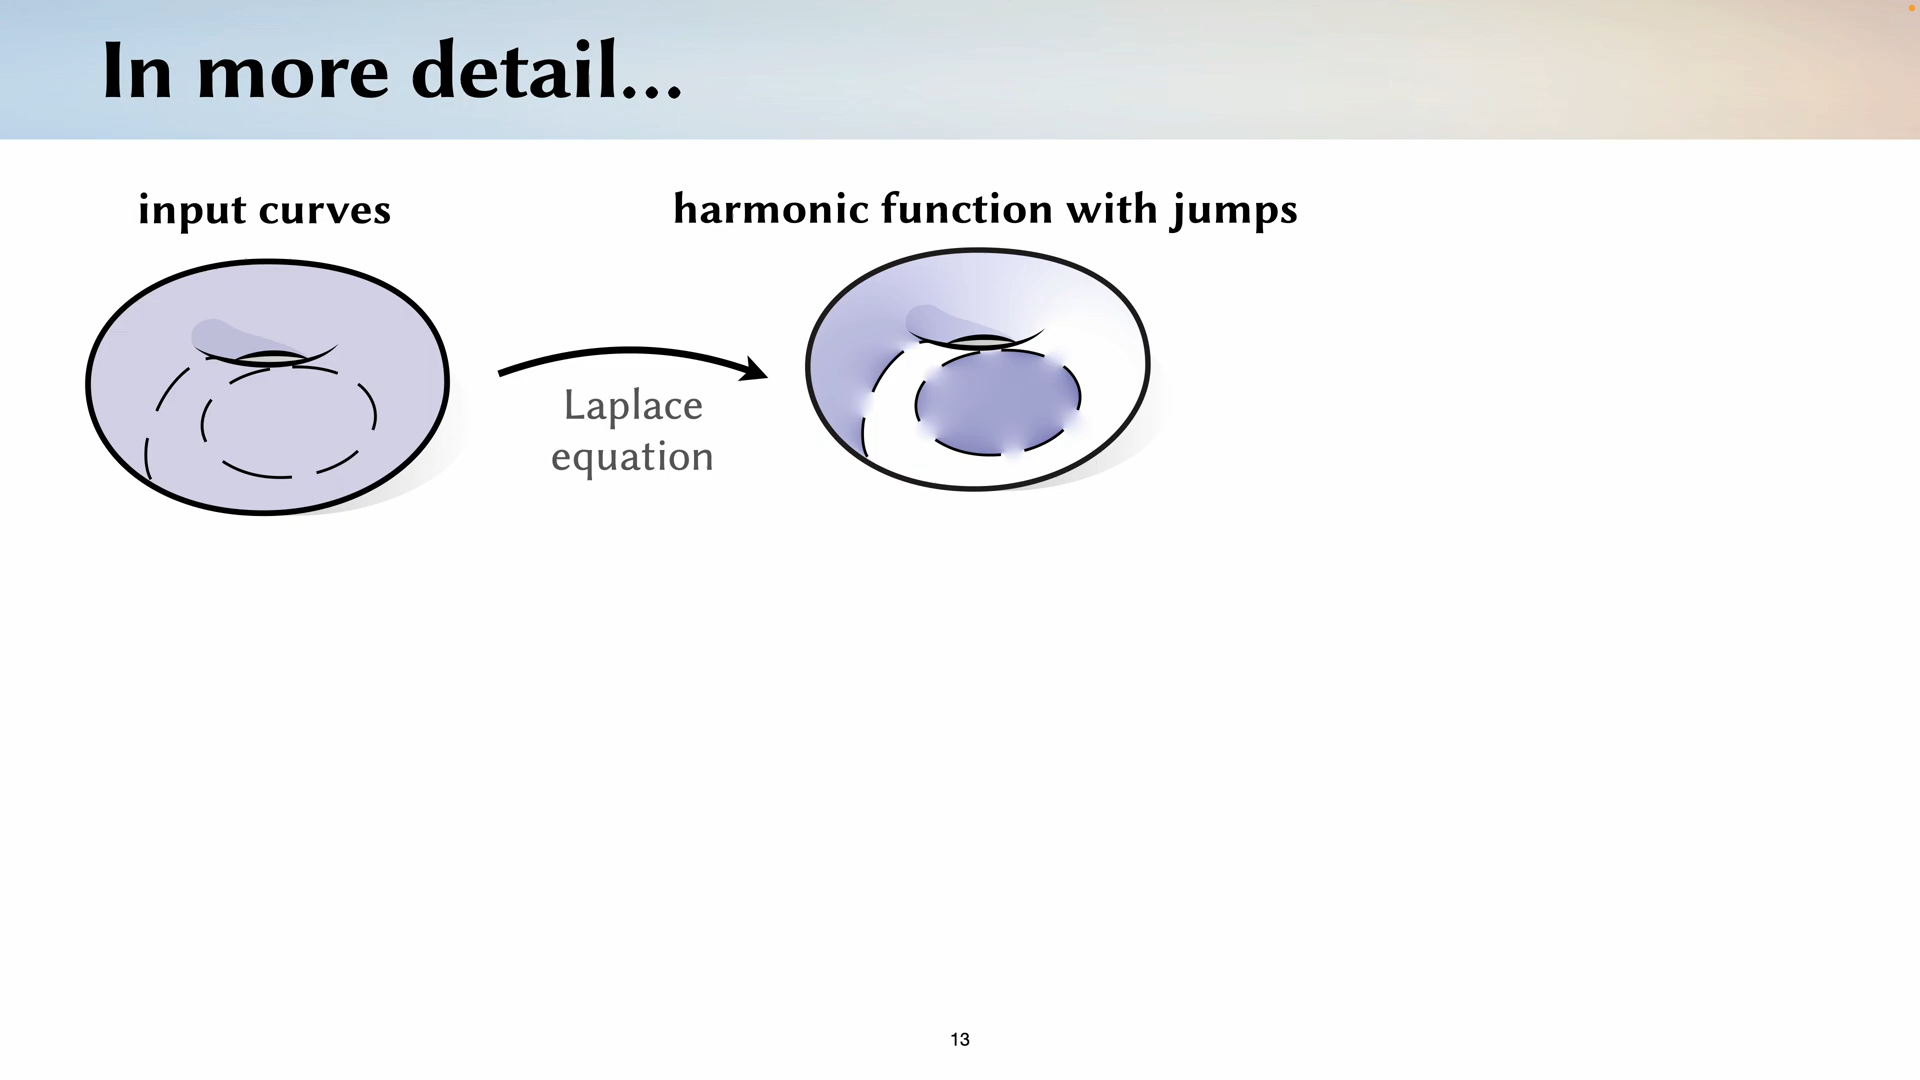 In more detail...
input curves
harmonic function with jumps
Laplace
equation
13